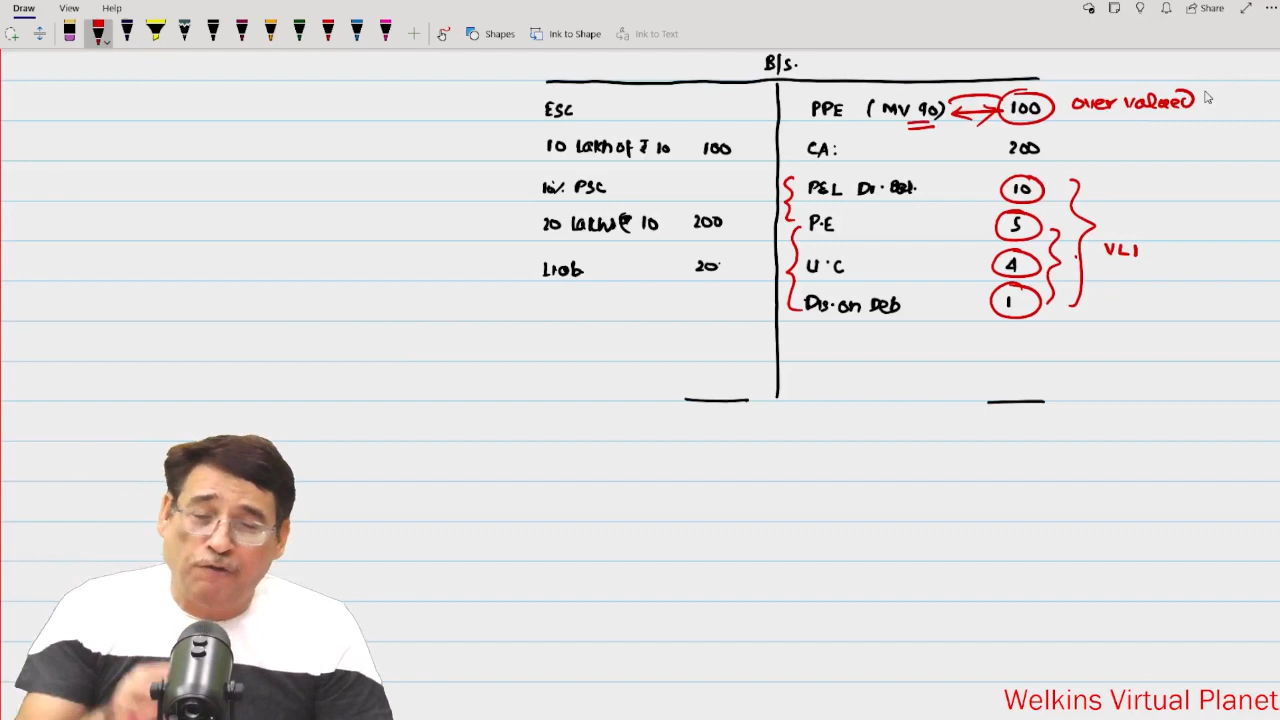 Draw View Help
Share
Shapes Ink to Shape Ink to Text
B/s.
ESC
10 Lakh of ₹ 10 100
10% PSC
20 Lakhs @ 10 200
Liab 20
PPE (MV 90) 100 over valued
CA: 200
P&L Dr. Bal. 10
P.E 5
U.C 4
Dis. on Deb 1
VLI
Welkins Virtual Planet